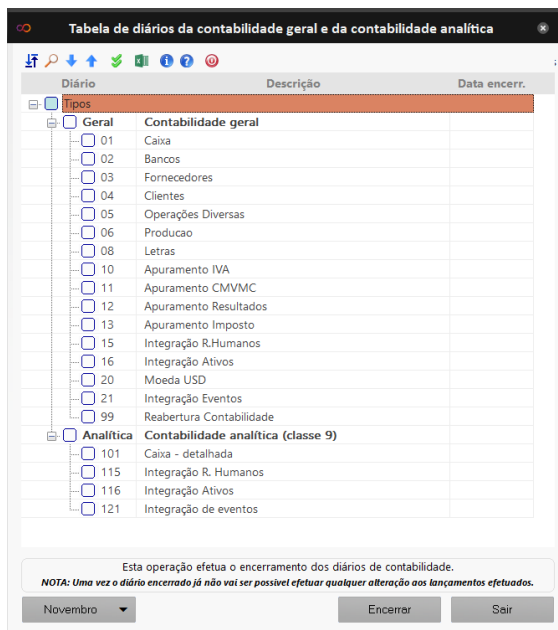 Tabela de diários da contabilidade geral e da contabilidade analítica
Diário Descrição Data encerr.
Tipos
Geral Contabilidade geral
01 Caixa
02 Bancos
03 Fornecedores
04 Clientes
05 Operações Diversas
06 Producao
08 Letras
10 Apuramento IVA
11 Apuramento CMVMC
12 Apuramento Resultados
13 Apuramento Imposto
15 Integração R.Humanos
16 Integração Ativos
20 Moeda USD
21 Integração Eventos
99 Reabertura Contabilidade
Analítica Contabilidade analítica (classe 9)
101 Caixa - detalhada
115 Integração R. Humanos
116 Integração Ativos
121 Integração de eventos
Esta operação efetua o encerramento dos diários de contabilidade.
NOTA: Uma vez o diário encerrado já não vai ser possível efetuar qualquer alteração aos lançamentos efetuados.
Novembro Encerrar Sair